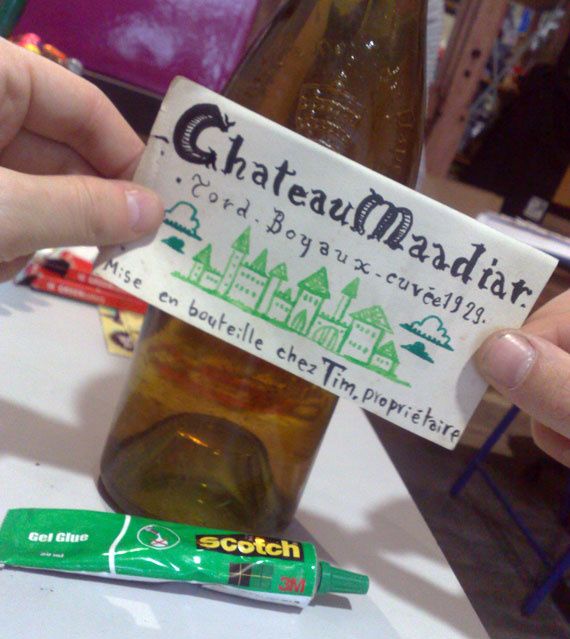 Chateau Maadiar.
. Tord-Boyaux-cuvée 1929.
Mise en bouteille chez Tim, propriétaire
Gel Glue
scotch
3M